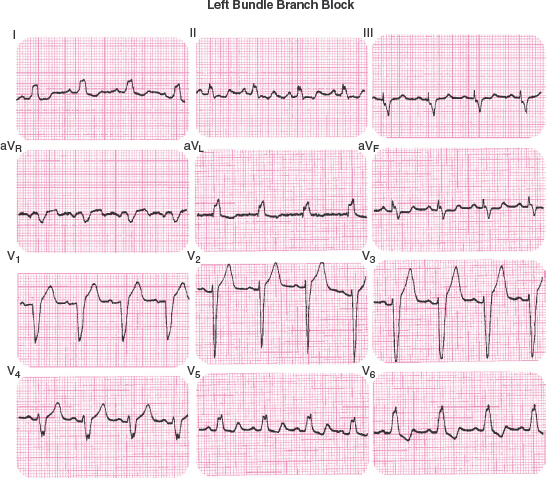 Left Bundle Branch Block
I II III
aVR aVL aVF
V1 V2 V3
V4 V5 V6